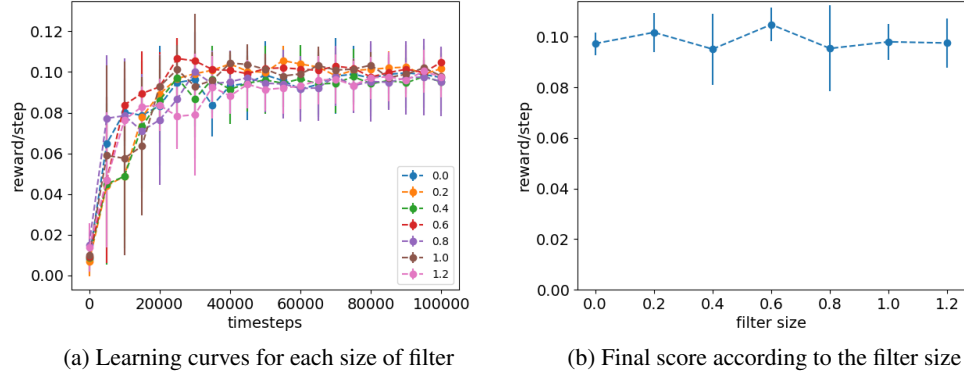 0.12
0.10
0.08
0.06
0.04
0.02
0.00
reward/step
0 20000 40000 60000 80000 100000
timesteps
0.0
0.2
0.4
0.6
0.8
1.0
1.2
(a) Learning curves for each size of filter
0.10
0.08
0.06
0.04
0.02
0.00
reward/step
0.0 0.2 0.4 0.6 0.8 1.0 1.2
filter size
(b) Final score according to the filter size